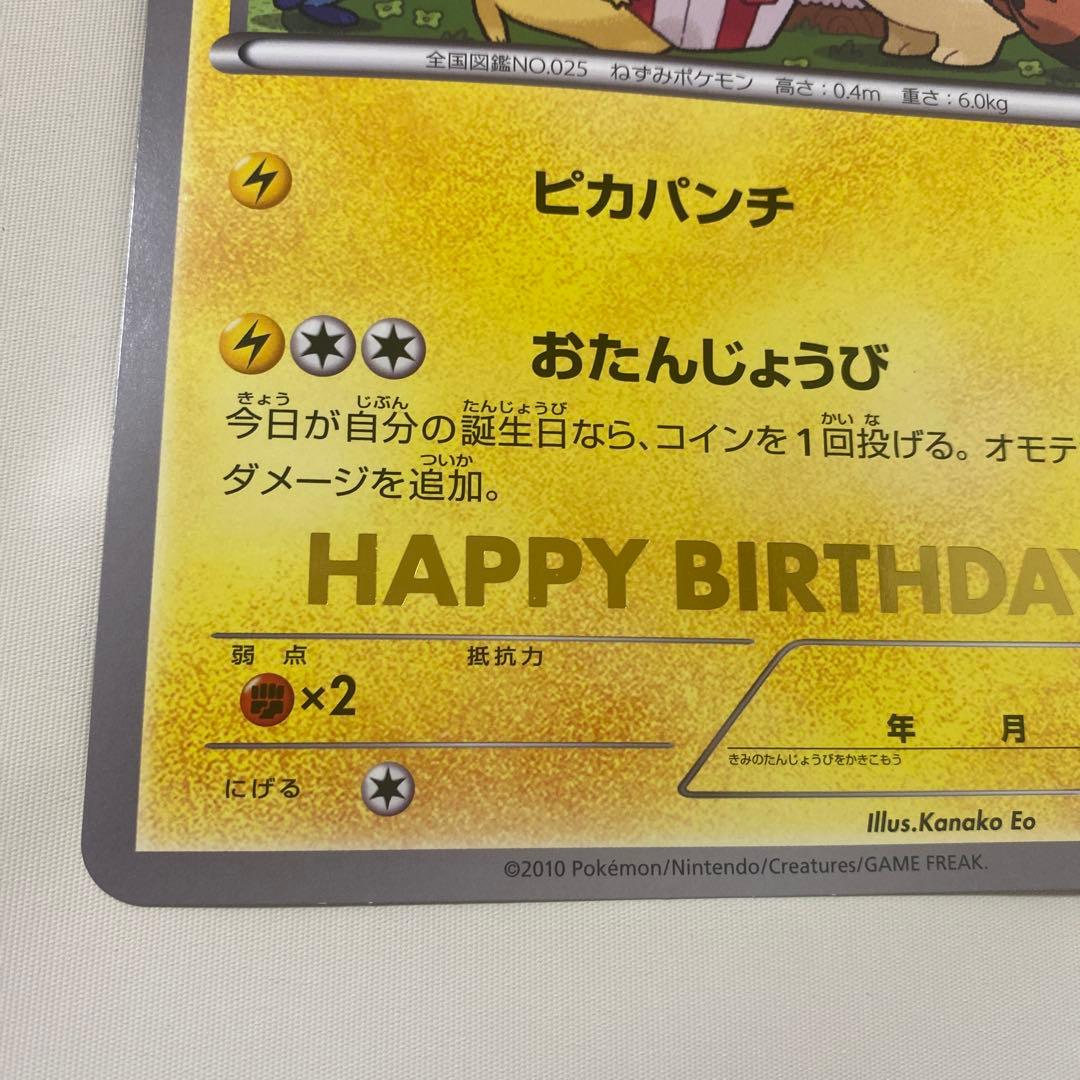 全国図鑑NO.025 ねずみポケモン 高さ：0.4m 重さ：6.0kg
ピカパンチ
おたんじょうび
きょう じぶん たんじょうび かい な
今日が自分の誕生日なら、コインを1回投げる。オモテ
ついか
ダメージを追加。
HAPPY BIRTHDAY
弱点 抵抗力
×2
年 月
きみのたんじょうびをかきこもう
にげる
Illus.Kanako Eo
©2010 Pokémon/Nintendo/Creatures/GAME FREAK.